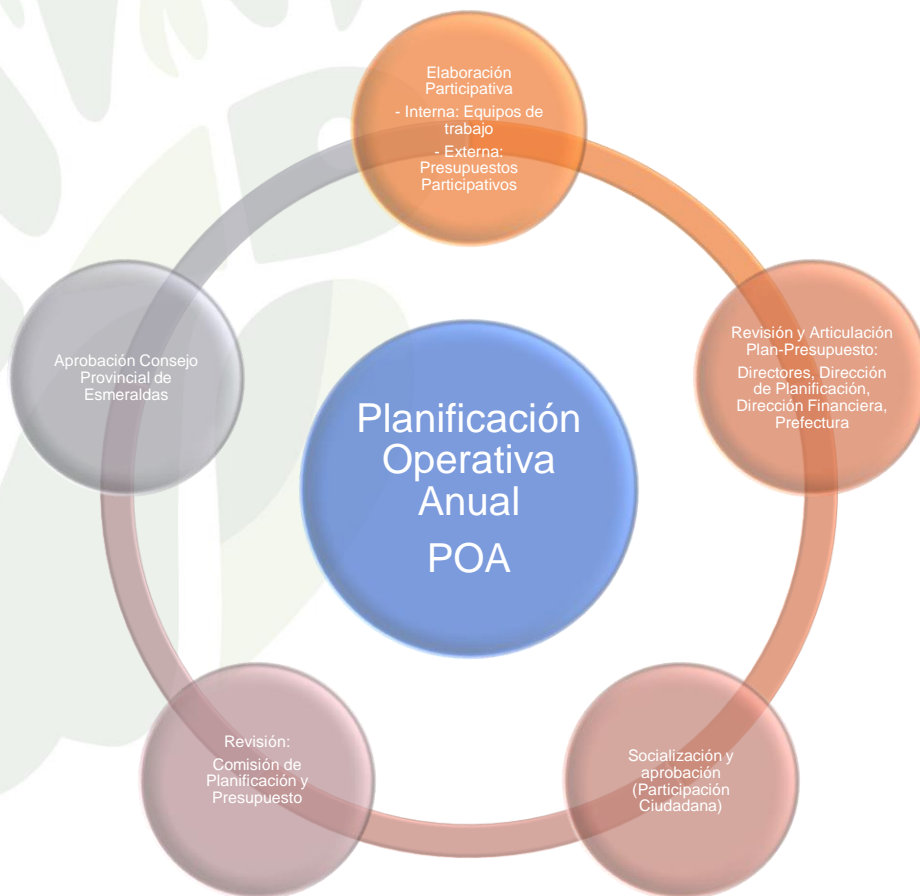 Elaboración
Participativa
- Interna: Equipos de
trabajo
- Externa:
Presupuestos
Participativos
Revisión y Articulación
Plan-Presupuesto:
Directores, Dirección
de Planificación,
Dirección Financiera,
Prefectura
Socialización y
aprobación
(Participación
Ciudadana)
Revisión:
Comisión de
Planificación y
Presupuesto
Aprobación Consejo
Provincial de
Esmeraldas
Planificación
Operativa
Anual
POA